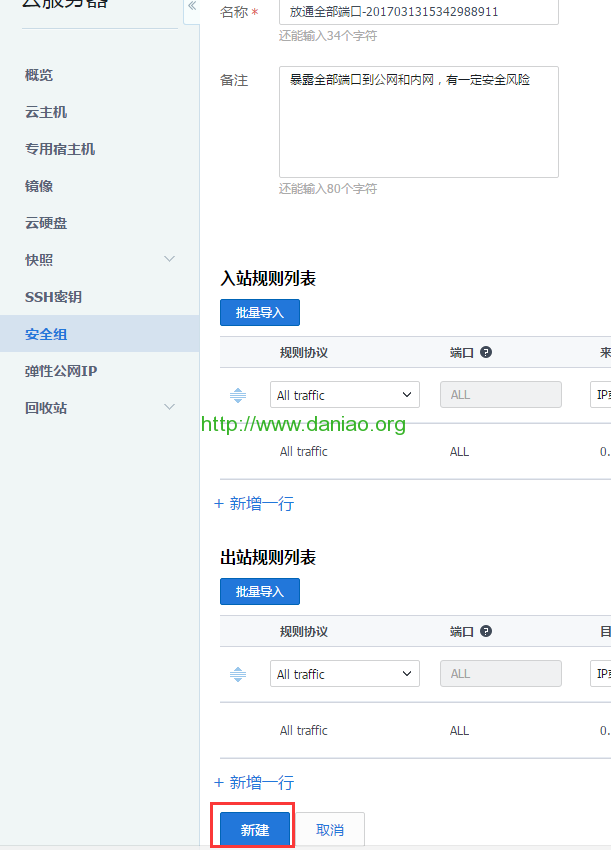 云服务器
概览
云主机
专用宿主机
镜像
云硬盘
快照
SSH密钥
安全组
弹性公网IP
回收站
名称 *
放通全部端口-2017031315342988911
还能输入34个字符
备注
暴露全部端口到公网和内网，有一定安全风险
还能输入80个字符
入站规则列表
批量导入
规则协议 端口 来
All traffic ALL IP
http://www.daniao.org
All traffic ALL 0.
+ 新增一行
出站规则列表
批量导入
规则协议 端口 目
All traffic ALL IP
All traffic ALL 0.
+ 新增一行
新建 取消